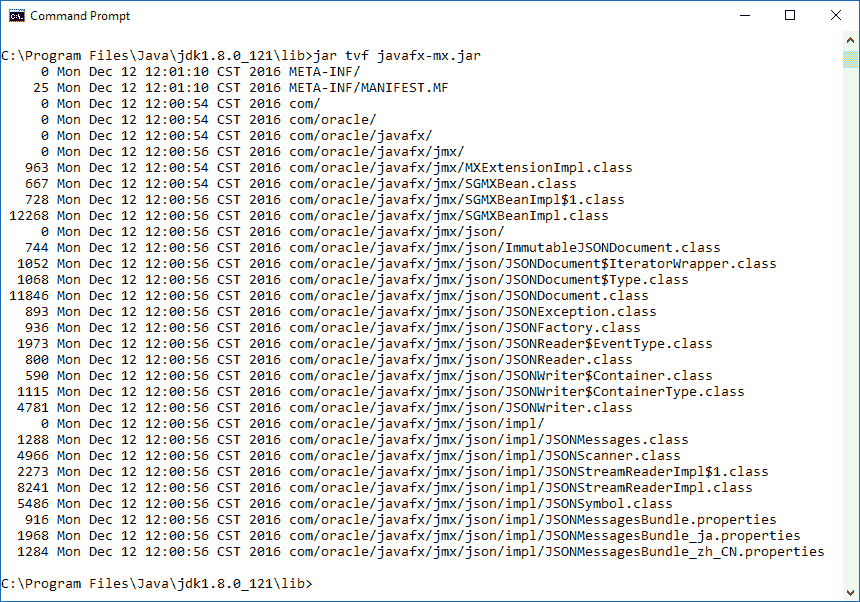 Command Prompt
C:\Program Files\Java\jdk1.8.0_121\lib>jar tvf javafx-mx.jar
0 Mon Dec 12 12:01:10 CST 2016 META-INF/
25 Mon Dec 12 12:01:10 CST 2016 META-INF/MANIFEST.MF
0 Mon Dec 12 12:00:54 CST 2016 com/
0 Mon Dec 12 12:00:54 CST 2016 com/oracle/
0 Mon Dec 12 12:00:54 CST 2016 com/oracle/javafx/
0 Mon Dec 12 12:00:56 CST 2016 com/oracle/javafx/jmx/
963 Mon Dec 12 12:00:54 CST 2016 com/oracle/javafx/jmx/MXExtensionImpl.class
667 Mon Dec 12 12:00:54 CST 2016 com/oracle/javafx/jmx/SGMXBean.class
728 Mon Dec 12 12:00:56 CST 2016 com/oracle/javafx/jmx/SGMXBeanImpl$1.class
12268 Mon Dec 12 12:00:56 CST 2016 com/oracle/javafx/jmx/SGMXBeanImpl.class
0 Mon Dec 12 12:00:56 CST 2016 com/oracle/javafx/jmx/json/
744 Mon Dec 12 12:00:56 CST 2016 com/oracle/javafx/jmx/json/ImmutableJSONDocument.class
1052 Mon Dec 12 12:00:56 CST 2016 com/oracle/javafx/jmx/json/JSONDocument$IteratorWrapper.class
1068 Mon Dec 12 12:00:56 CST 2016 com/oracle/javafx/jmx/json/JSONDocument$Type.class
11846 Mon Dec 12 12:00:56 CST 2016 com/oracle/javafx/jmx/json/JSONDocument.class
893 Mon Dec 12 12:00:56 CST 2016 com/oracle/javafx/jmx/json/JSONException.class
936 Mon Dec 12 12:00:56 CST 2016 com/oracle/javafx/jmx/json/JSONFactory.class
1973 Mon Dec 12 12:00:56 CST 2016 com/oracle/javafx/jmx/json/JSONReader$EventType.class
800 Mon Dec 12 12:00:56 CST 2016 com/oracle/javafx/jmx/json/JSONReader.class
590 Mon Dec 12 12:00:56 CST 2016 com/oracle/javafx/jmx/json/JSONWriter$Container.class
1115 Mon Dec 12 12:00:56 CST 2016 com/oracle/javafx/jmx/json/JSONWriter$ContainerType.class
4781 Mon Dec 12 12:00:56 CST 2016 com/oracle/javafx/jmx/json/JSONWriter.class
0 Mon Dec 12 12:00:56 CST 2016 com/oracle/javafx/jmx/json/impl/
1288 Mon Dec 12 12:00:56 CST 2016 com/oracle/javafx/jmx/json/impl/JSONMessages.class
4966 Mon Dec 12 12:00:56 CST 2016 com/oracle/javafx/jmx/json/impl/JSONScanner.class
2273 Mon Dec 12 12:00:56 CST 2016 com/oracle/javafx/jmx/json/impl/JSONStreamReaderImpl$1.class
8241 Mon Dec 12 12:00:56 CST 2016 com/oracle/javafx/jmx/json/impl/JSONStreamReaderImpl.class
5486 Mon Dec 12 12:00:56 CST 2016 com/oracle/javafx/jmx/json/impl/JSONSymbol.class
916 Mon Dec 12 12:00:56 CST 2016 com/oracle/javafx/jmx/json/impl/JSONMessagesBundle.properties
1968 Mon Dec 12 12:00:56 CST 2016 com/oracle/javafx/jmx/json/impl/JSONMessagesBundle_ja.properties
1284 Mon Dec 12 12:00:56 CST 2016 com/oracle/javafx/jmx/json/impl/JSONMessagesBundle_zh_CN.properties
C:\Program Files\Java\jdk1.8.0_121\lib>